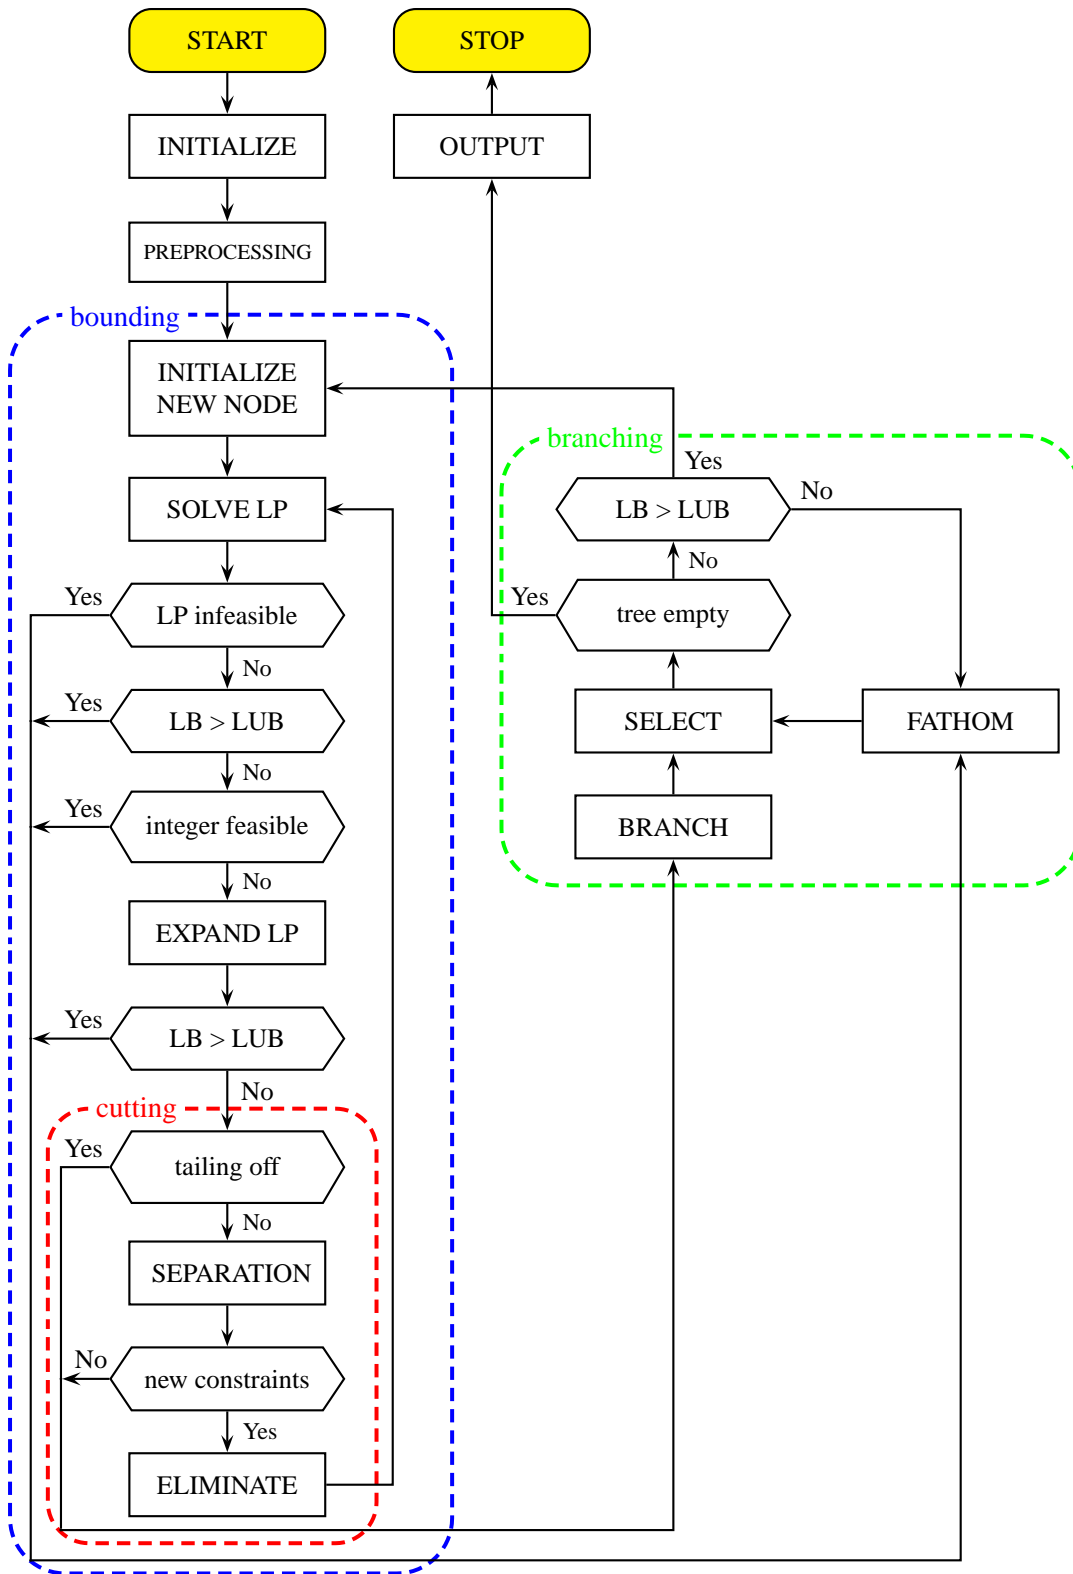 START
STOP
INITIALIZE
OUTPUT
PREPROCESSING
bounding
INITIALIZE
NEW NODE
branching
Yes
No
SOLVE LP
LB > LUB
No
Yes
LP infeasible
Yes
tree empty
No
Yes
LB > LUB
SELECT
FATHOM
No
Yes
integer feasible
BRANCH
No
EXPAND LP
Yes
LB > LUB
No
cutting
Yes
tailing off
No
SEPARATION
No
new constraints
Yes
ELIMINATE